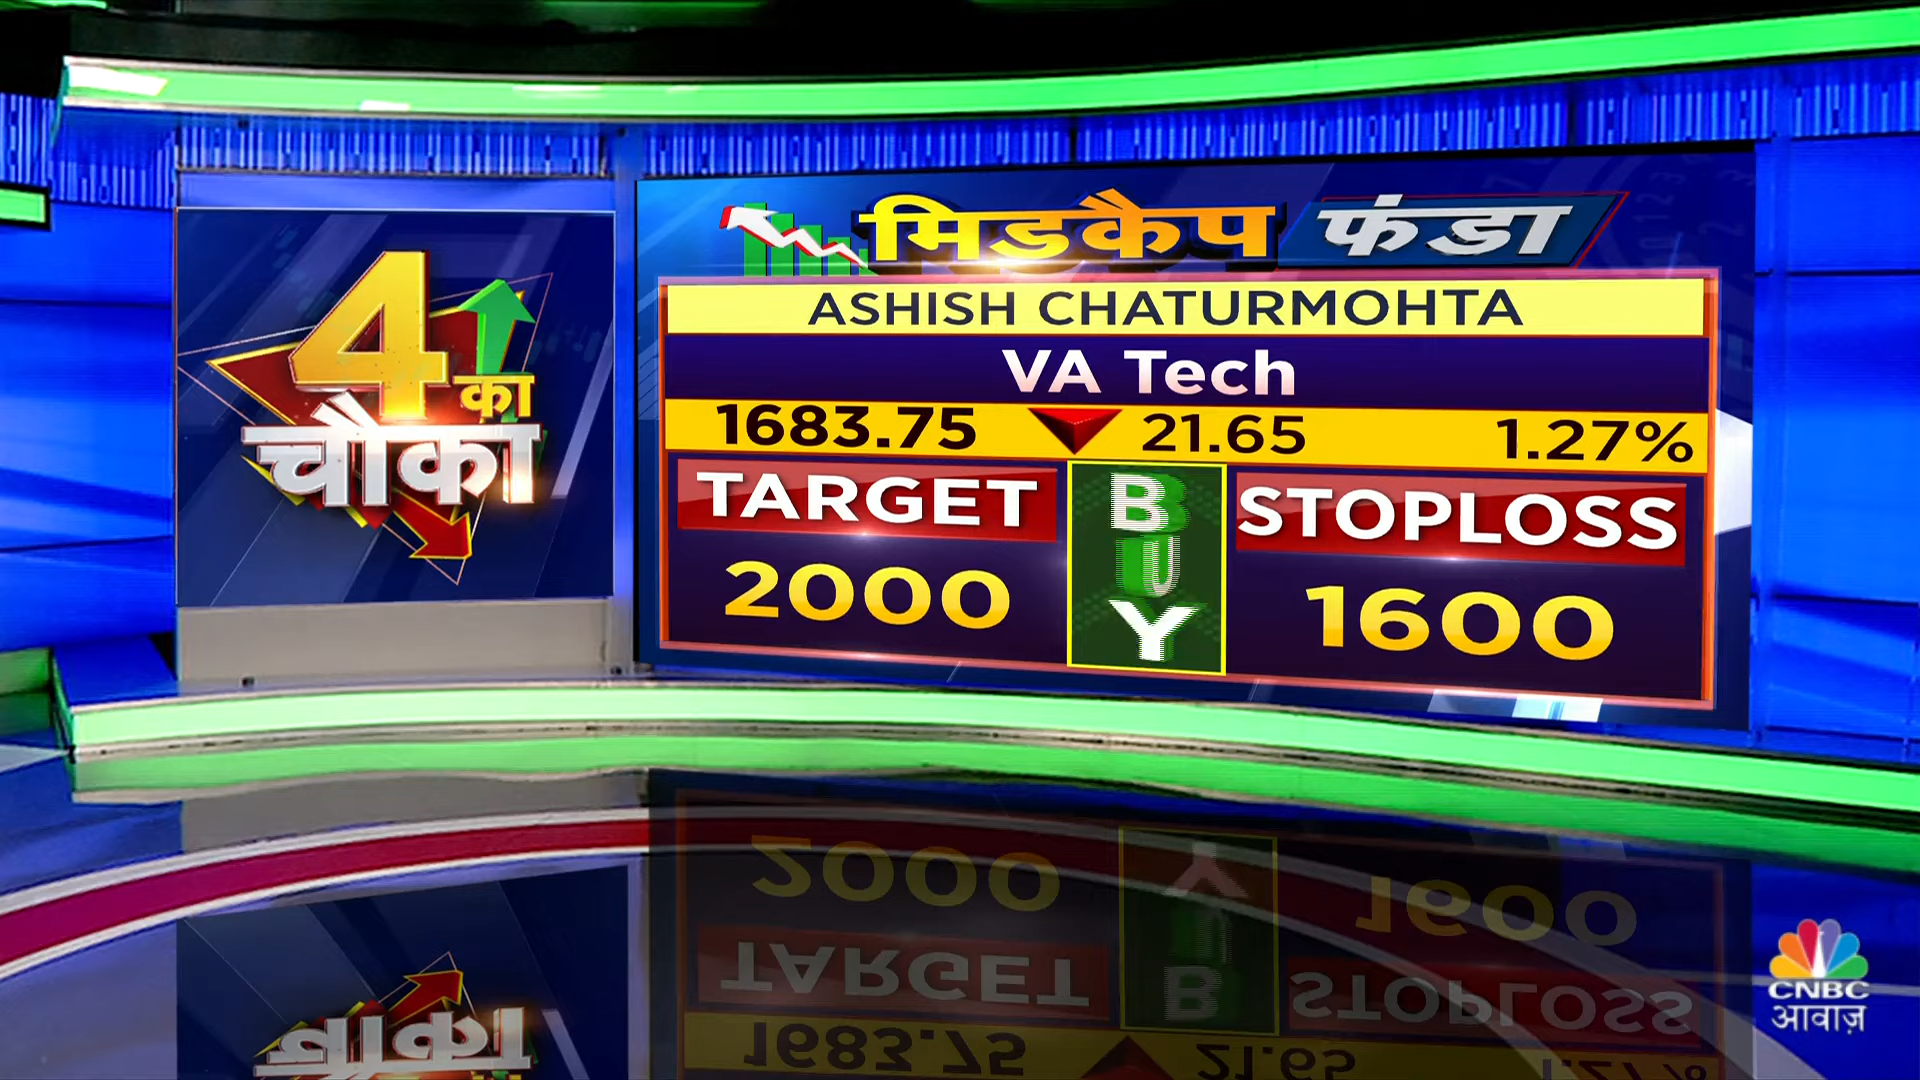 4 का
चौका
मिडकैप फंडा
ASHISH CHATURMOHTA
VA Tech
1683.75 21.65 1.27%
TARGET BUY STOPLOSS
2000 1600
CNBC
आवाज़